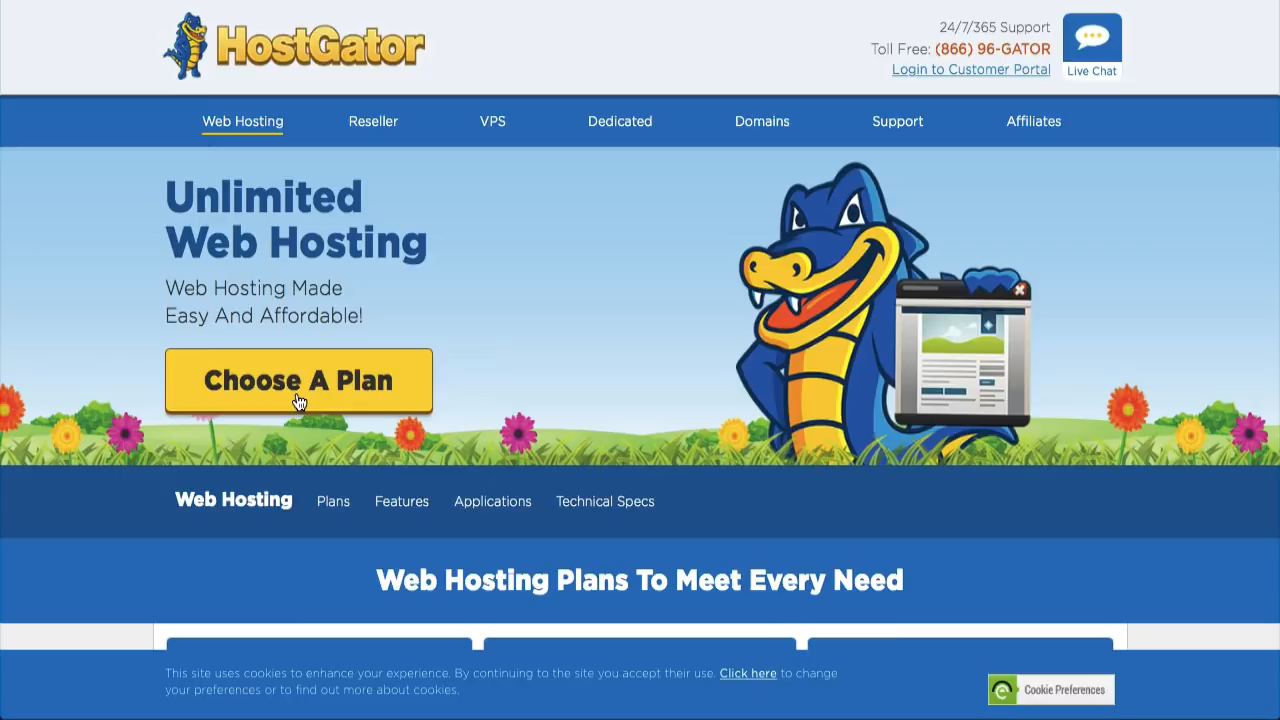 HostGator
24/7/365 Support
Toll Free: (866) 96-GATOR
Login to Customer Portal
Live Chat
Web Hosting
Reseller
VPS
Dedicated
Domains
Support
Affiliates
Unlimited
Web Hosting
Web Hosting Made
Easy And Affordable!
Choose A Plan
Web Hosting
Plans
Features
Applications
Technical Specs
Web Hosting Plans To Meet Every Need
This site uses cookies to enhance your experience. By continuing to the site you accept their use. Click here to change
your preferences or to find out more about cookies.
Cookie Preferences